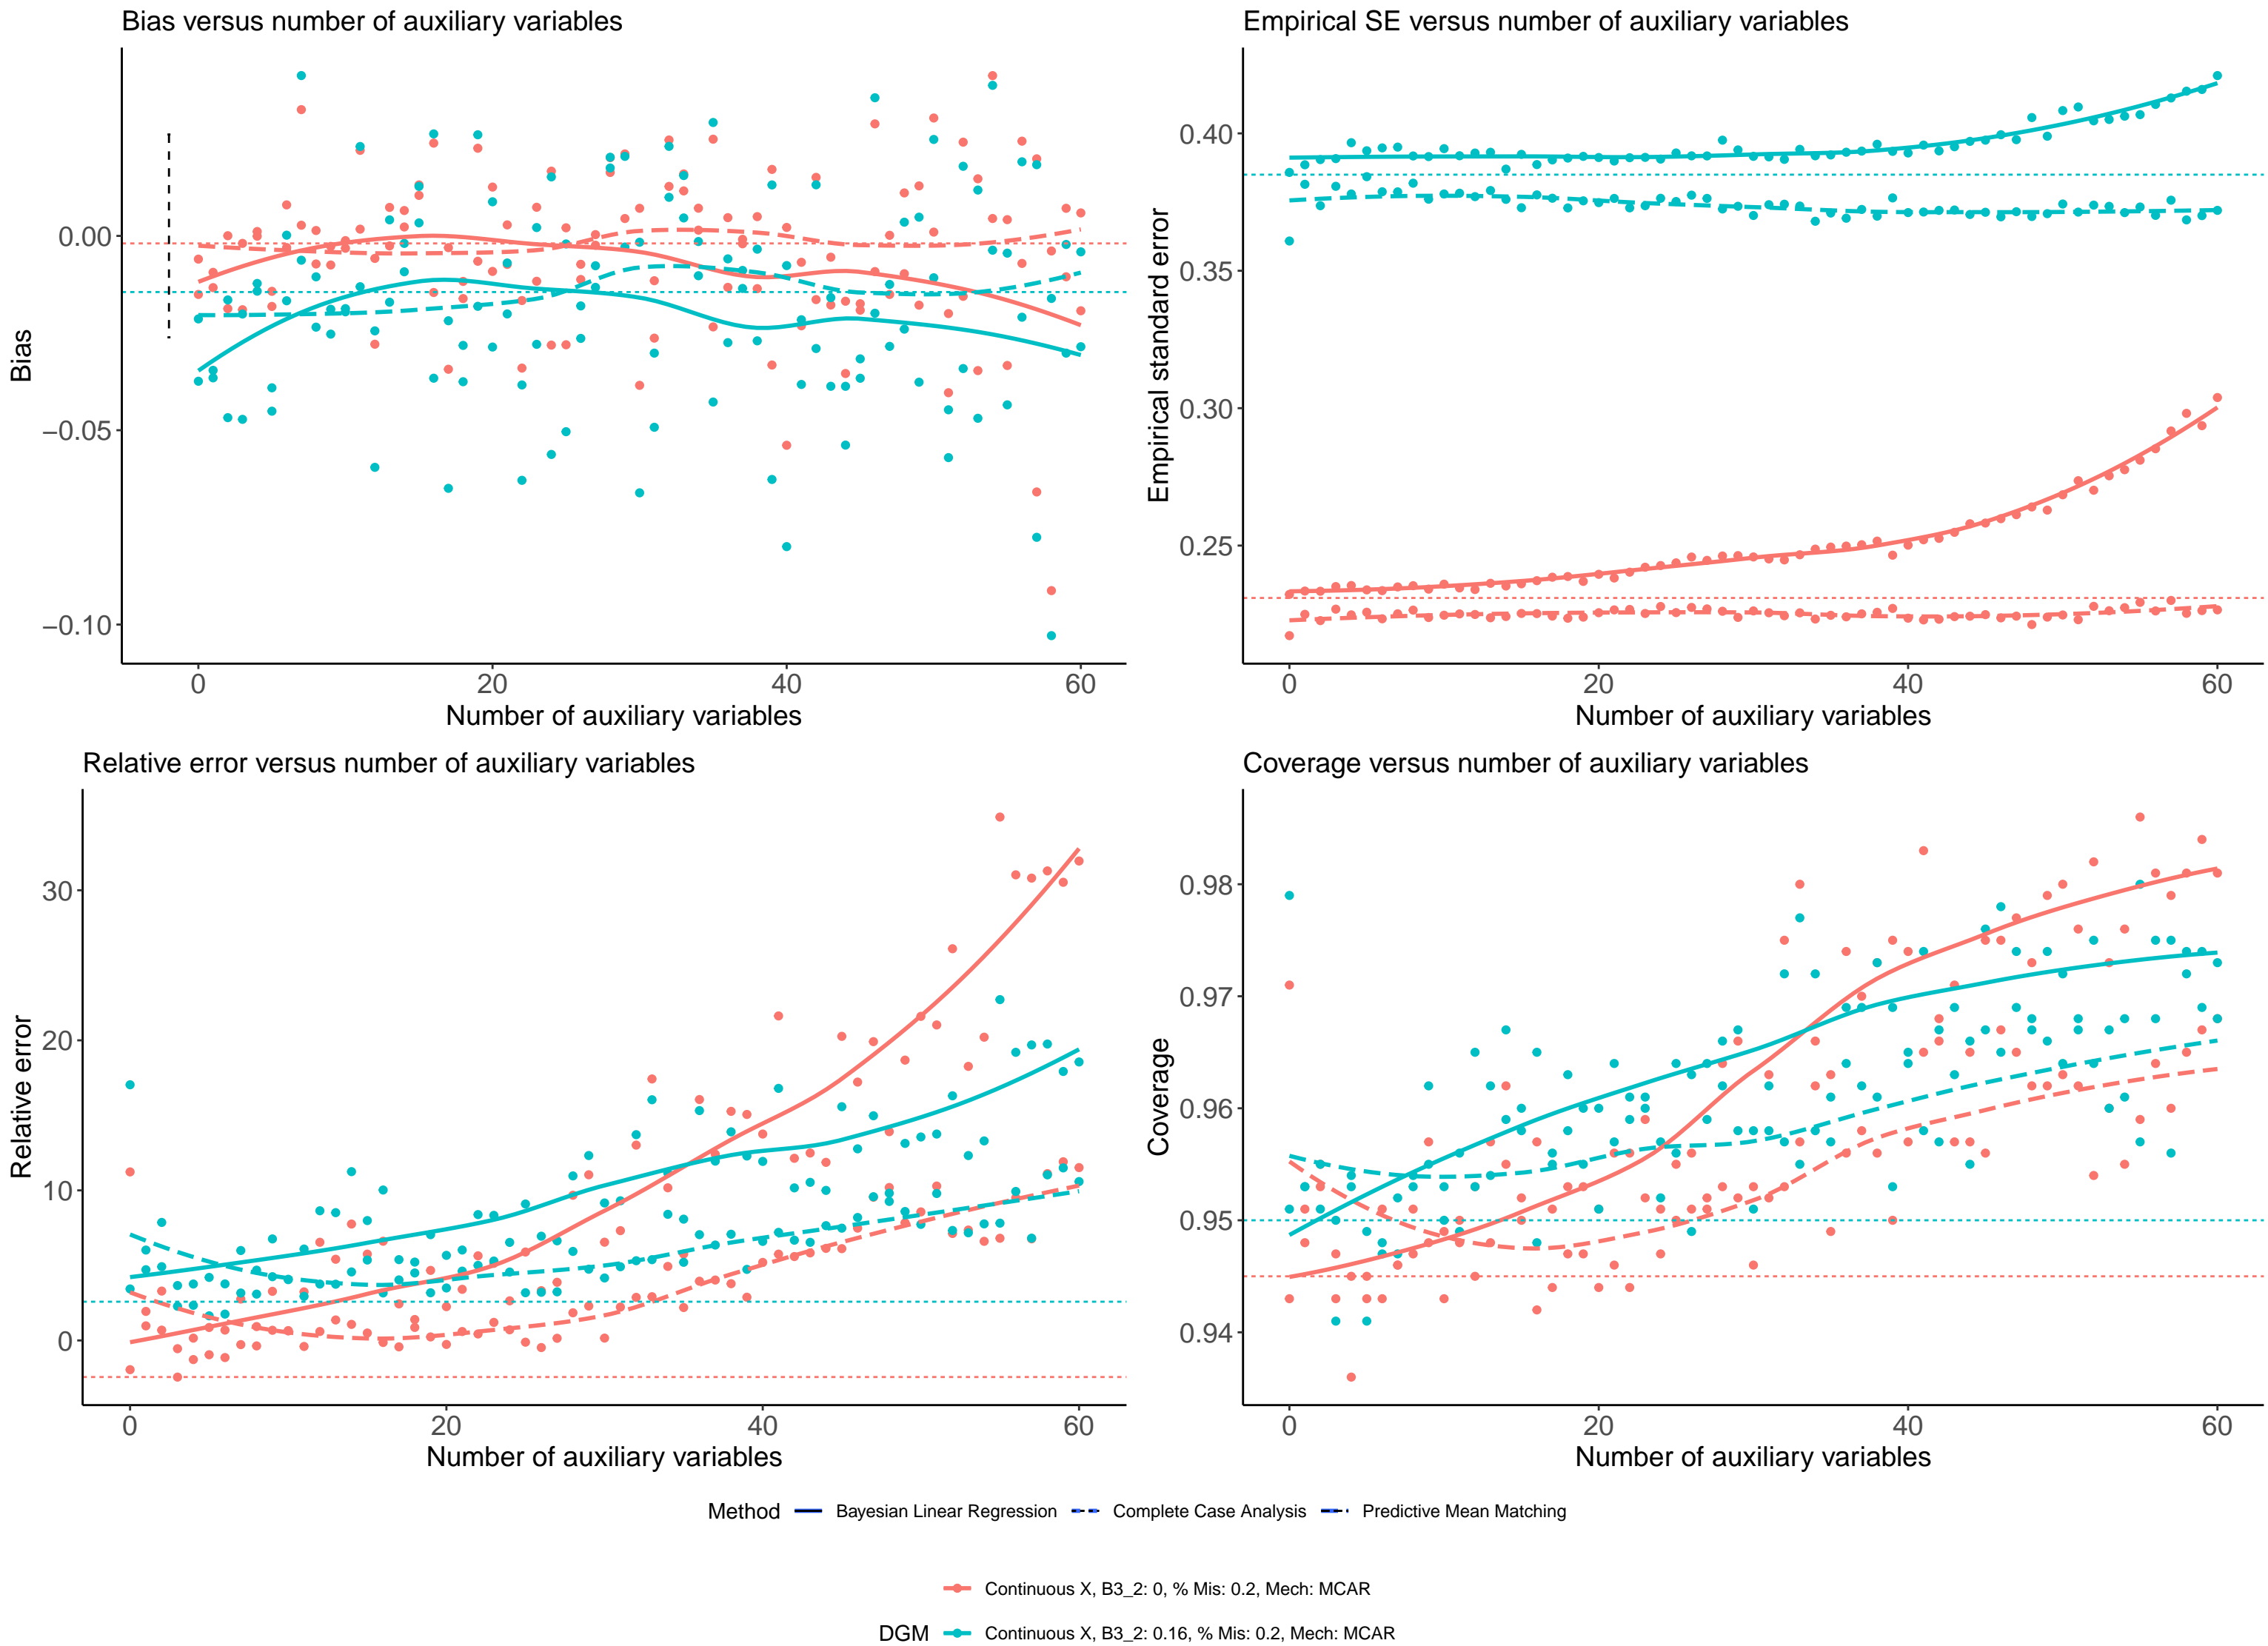 Bias versus number of auxiliary variables
0.00
−0.05
−0.10
Bias
0 20 40 60
Number of auxiliary variables
Empirical SE versus number of auxiliary variables
0.40
0.35
0.30
0.25
Empirical standard error
0 20 40 60
Number of auxiliary variables
Relative error versus number of auxiliary variables
30
20
10
0
Relative error
0 20 40 60
Number of auxiliary variables
Coverage versus number of auxiliary variables
0.98
0.97
0.96
0.95
0.94
Coverage
0 20 40 60
Number of auxiliary variables
Method Bayesian Linear Regression Complete Case Analysis Predictive Mean Matching
Continuous X, B3_2: 0, % Mis: 0.2, Mech: MCAR
DGM Continuous X, B3_2: 0.16, % Mis: 0.2, Mech: MCAR